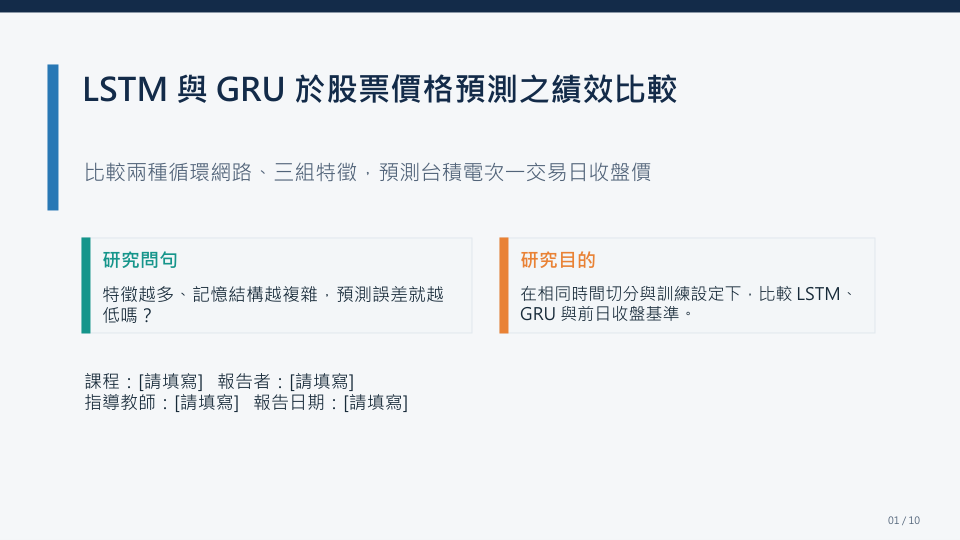 LSTM 與 GRU 於股票價格預測之績效比較
比較兩種循環網路、三組特徵，預測台積電次一交易日收盤價
研究問句
特徵越多、記憶結構越複雜，預測誤差就越
低嗎？
研究目的
在相同時間切分與訓練設定下，比較 LSTM、
GRU 與前日收盤基準。
課程：[請填寫] 報告者：[請填寫]
指導教師：[請填寫] 報告日期：[請填寫]
01 / 10